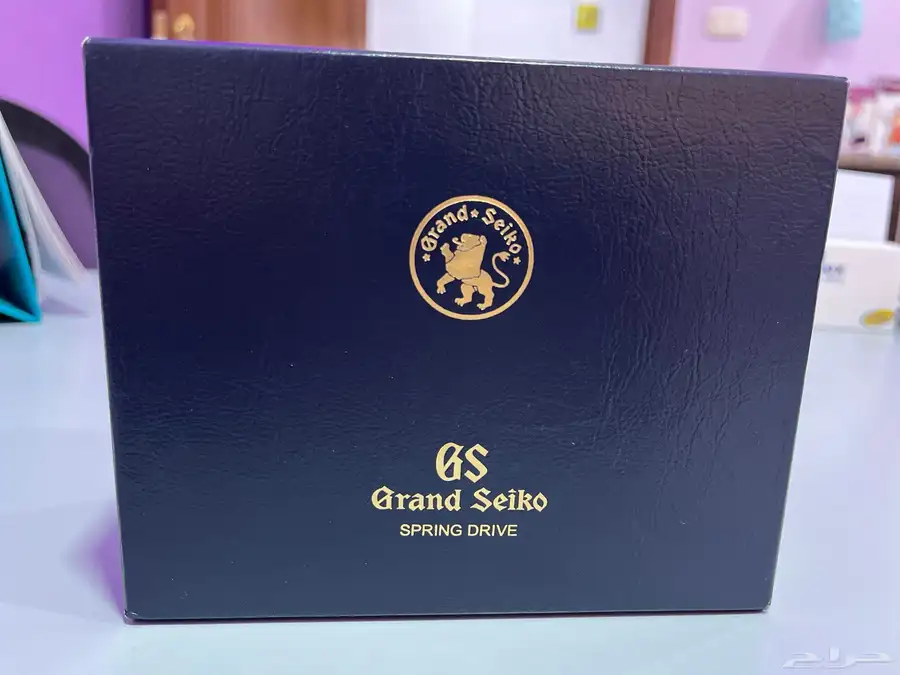 ★Grand★Seiko★
GS
Grand Seiko
SPRING DRIVE
حراج